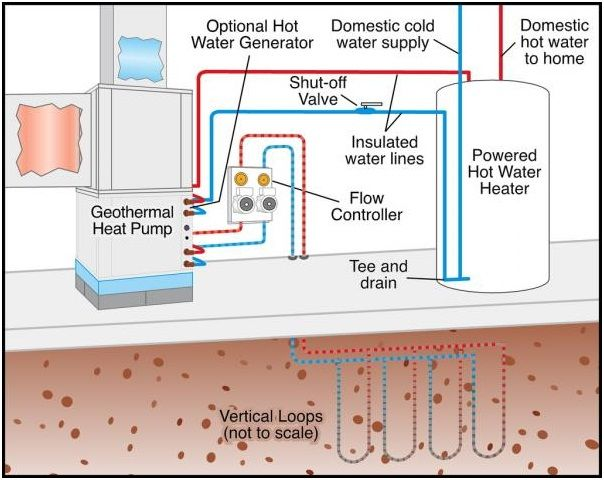 Optional Hot
Water Generator
Domestic cold
water supply
Domestic
hot water
to home
Shut-off
Valve
Insulated
water lines
Powered
Hot Water
Heater
Geothermal
Heat Pump
Flow
Controller
Tee and
drain
Vertical Loops
(not to scale)